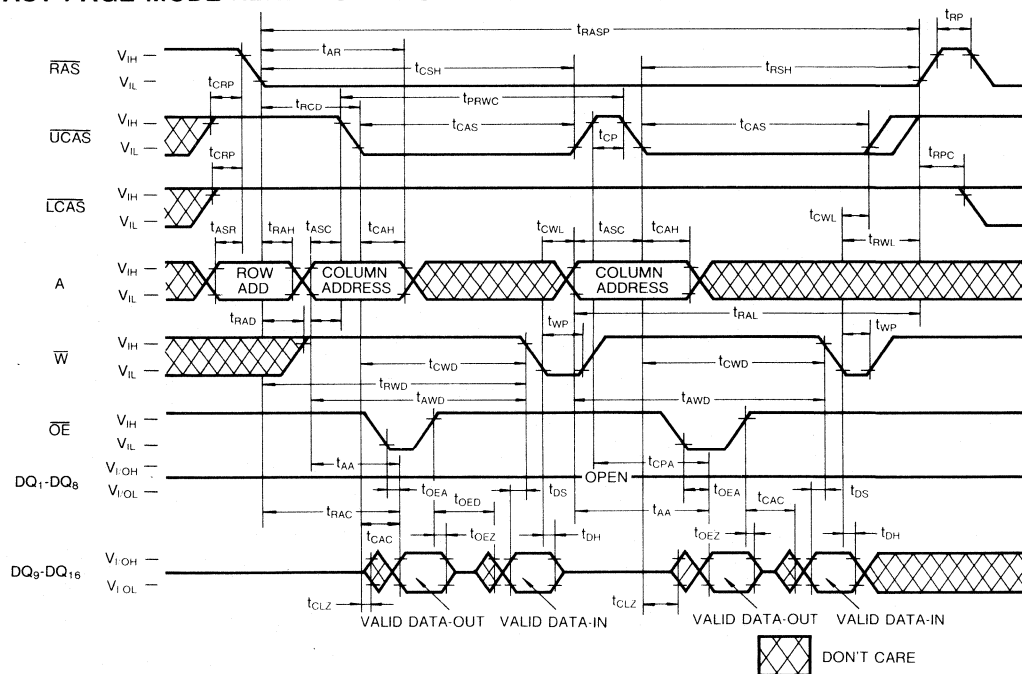 RAS
VIH
VIL
tCRP
tAR
tCSH
tRCD
tPRWC
tRASP
tRSH
tRP
UCAS
VIH
VIL
tCRP
tCAS
tCP
tCAS
tRPC
LCAS
VIH
VIL
tASR
tRAH
tASC
tCAH
tCWL
tASC
tCAH
tCWL
tRWL
A
VIH
VIL
ROW
ADD
COLUMN
ADDRESS
COLUMN
ADDRESS
tRAD
tWP
tRAL
tWP
W
VIH
VIL
tCWD
tRWD
tAWD
tCWD
tAWD
OE
VIH
VIL
tAA
tCPA
DQ1-DQ8
VI/OH
VI/OL
OPEN
tOEA
tOED
tDS
tRAC
tCAC
tOEZ
tDH
tAA
tOEA
tCAC
tDS
tOEZ
tDH
DQ9-DQ16
VI/OH
VI/OL
tCLZ
tCLZ
VALID DATA-OUT
VALID DATA-IN
VALID DATA-OUT
VALID DATA-IN
DON'T CARE